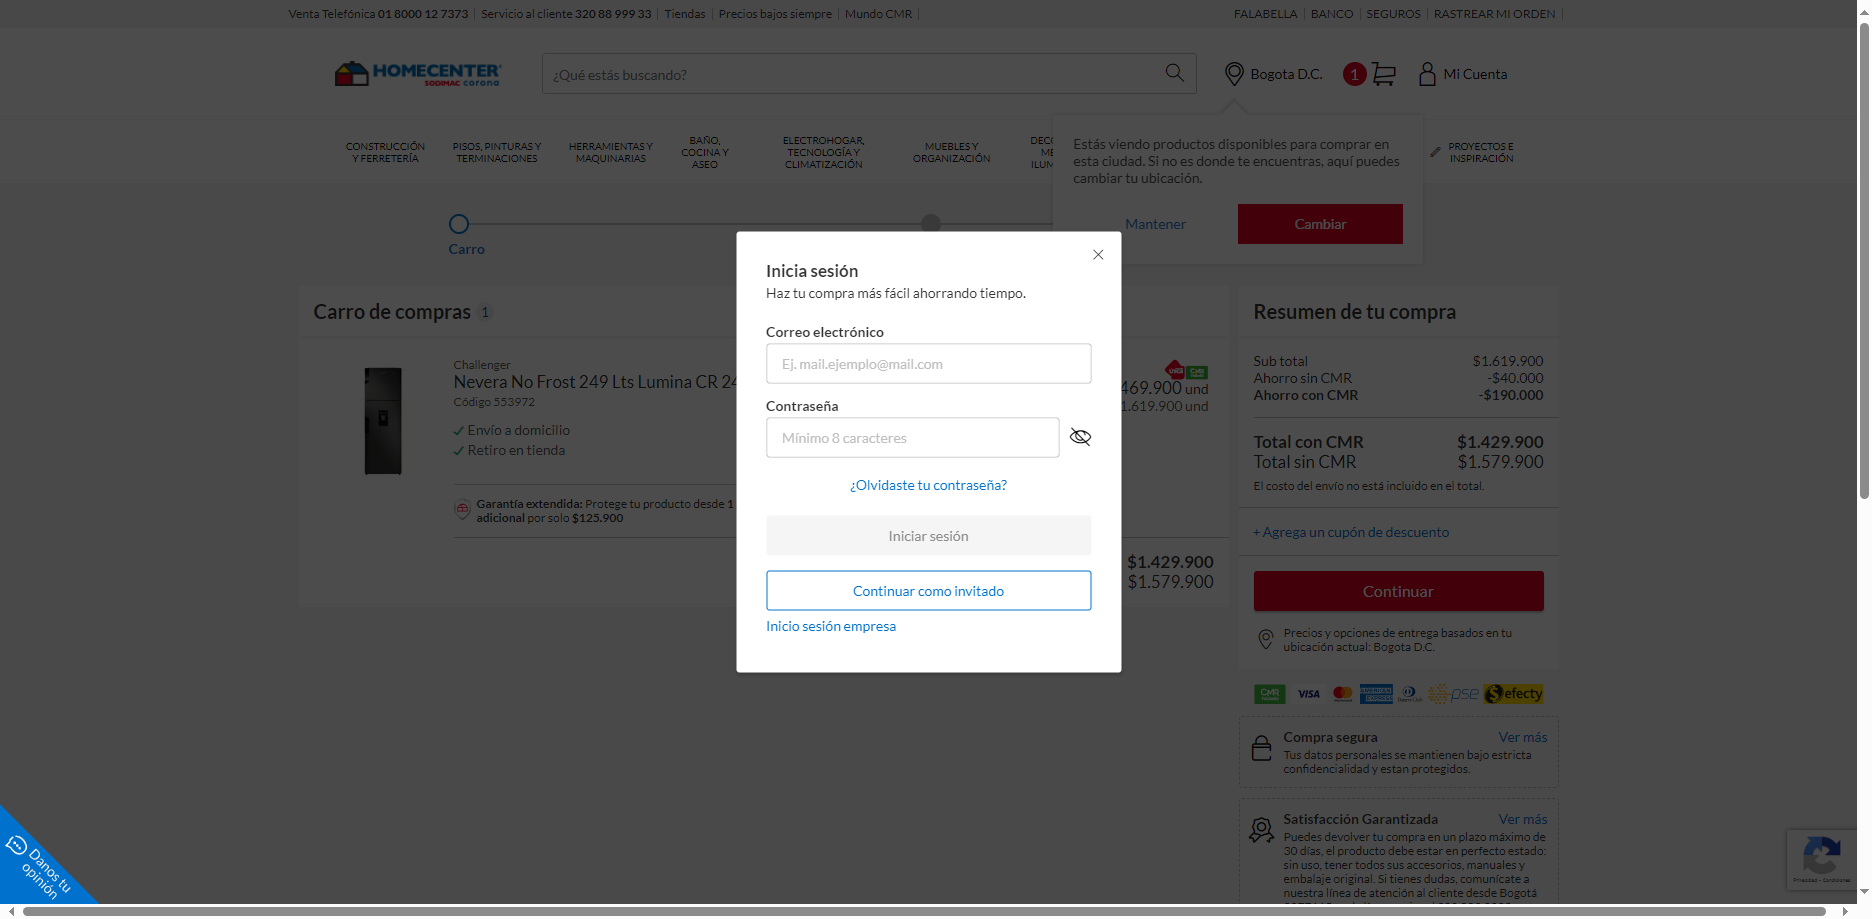 Venta Telefónica 01 8000 12 7373 Servicio al cliente 320 88 999 33 Tiendas Precios bajos siempre Mundo CMR
FALABELLA BANCO SEGUROS RASTREAR MI ORDEN
HOMECENTER
SODIMAC corona
¿Qué estás buscando?
Bogota D.C.
1
Mi Cuenta
CONSTRUCCIÓN
Y FERRETERÍA
PISOS, PINTURAS Y
TERMINACIONES
HERRAMIENTAS Y
MAQUINARIAS
BAÑO,
COCINA Y
ASEO
ELECTROHOGAR,
TECNOLOGÍA Y
CLIMATIZACIÓN
MUEBLES Y
ORGANIZACIÓN
PROYECTOS E
INSPIRACIÓN
Estás viendo productos disponibles para comprar en
esta ciudad. Si no es donde te encuentras, aquí puedes
cambiar tu ubicación.
Mantener
Cambiar
Carro
Inicia sesión
Haz tu compra más fácil ahorrando tiempo.
Correo electrónico
Ej. mail.ejemplo@mail.com
Contraseña
Mínimo 8 caracteres
¿Olvidaste tu contraseña?
Iniciar sesión
Continuar como invitado
Inicio sesión empresa
Carro de compras 1
Challenger
Nevera No Frost 249 Lts Lumina CR 24
Código 553972
Envío a domicilio
Retiro en tienda
Garantía extendida: Protege tu producto desde 1
adicional por solo $125.900
469.900 und
1.619.900 und
$1.429.900
$1.579.900
Resumen de tu compra
Sub total $1.619.900
Ahorro sin CMR -$40.000
Ahorro con CMR -$190.000
Total con CMR $1.429.900
Total sin CMR $1.579.900
El costo del envío no está incluido en el total.
+ Agrega un cupón de descuento
Continuar
Precios y opciones de entrega basados en tu
ubicación actual: Bogota D.C.
CMR VISA AMERICAN EXPRESS pse efecty
Compra segura Ver más
Tus datos personales se mantienen bajo estricta
confidencialidad y estan protegidos.
Satisfacción Garantizada Ver más
Puedes devolver tu compra en un plazo máximo de
30 días, el producto debe estar en perfecto estado:
sin uso, tener todos sus accesorios, manuales y
embalaje original. Si tienes dudas, comunícate a
nuestra línea de atención al cliente desde Bogotá
Danos tu
opinión
Privacidad - Condiciones